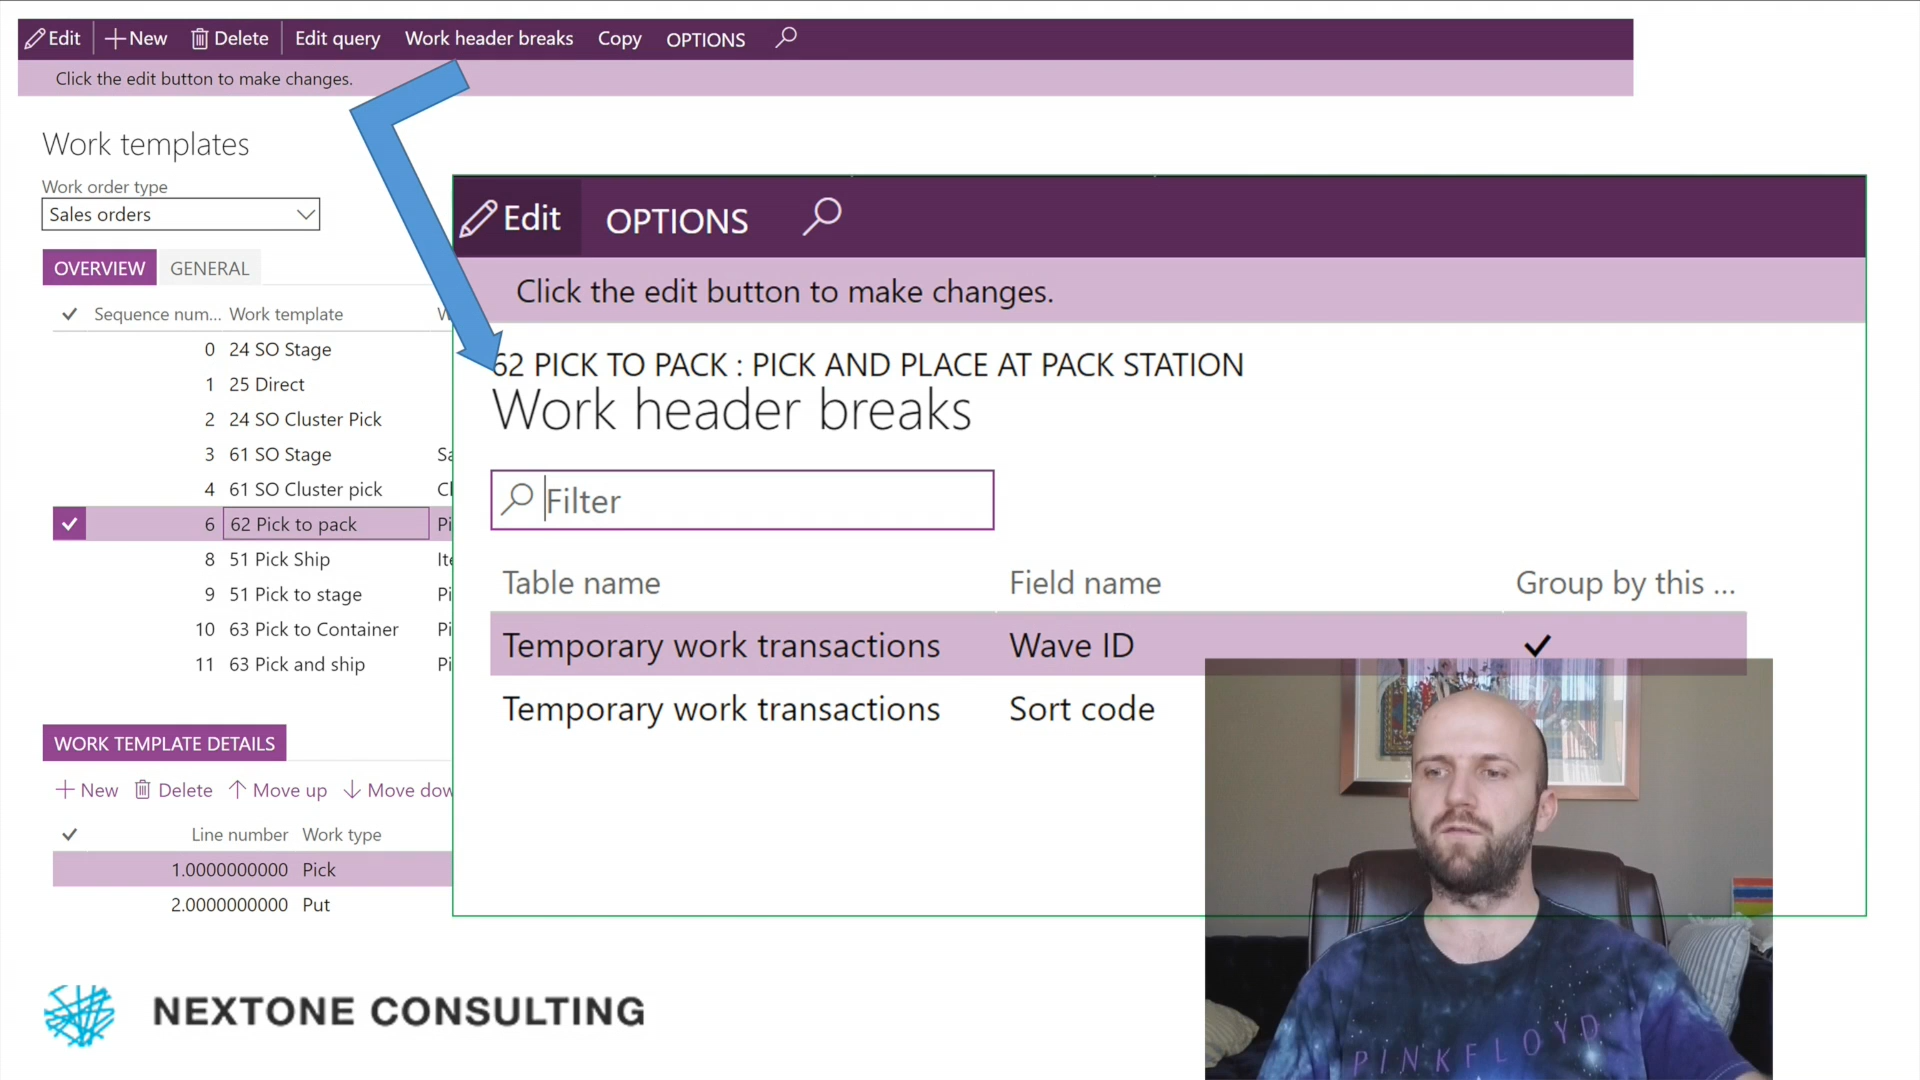 Edit New Delete Edit query Work header breaks Copy OPTIONS
Click the edit button to make changes.
Work templates
Work order type
Sales orders
OVERVIEW GENERAL
Sequence num... Work template
0 24 SO Stage
1 25 Direct
2 24 SO Cluster Pick
3 61 SO Stage
4 61 SO Cluster pick
6 62 Pick to pack
8 51 Pick Ship
9 51 Pick to stage
10 63 Pick to Container
11 63 Pick and ship
WORK TEMPLATE DETAILS
New Delete Move up Move dow
Line number Work type
1.0000000000 Pick
2.0000000000 Put
Edit OPTIONS
Click the edit button to make changes.
62 PICK TO PACK : PICK AND PLACE AT PACK STATION
Work header breaks
Filter
Table name Field name Group by this ...
Temporary work transactions Wave ID
Temporary work transactions Sort code
NEXTONE CONSULTING
PINKFLOYD